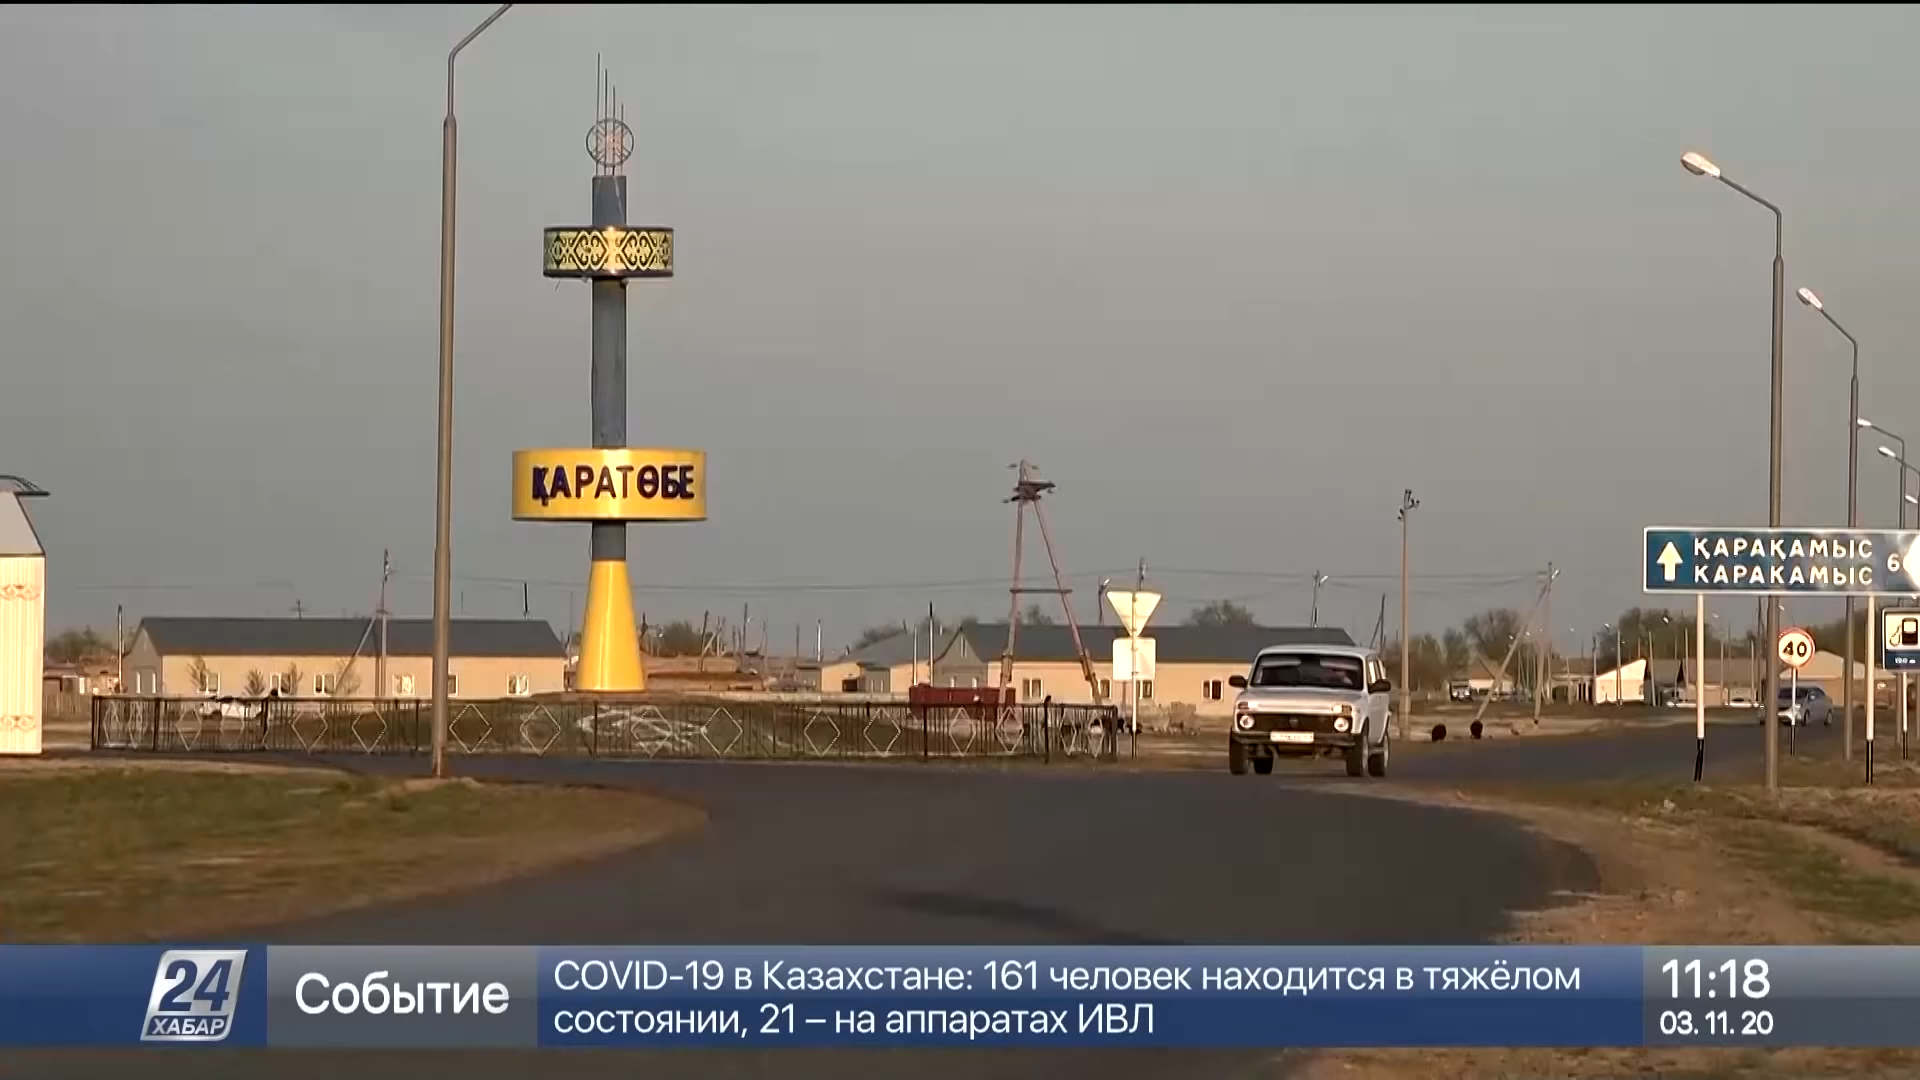 ҚАРАТӨБЕ
ҚАРАҚАМЫС
КАРАКАМЫС
40
24
ХАБАР
Событие
COVID-19 в Казахстане: 161 человек находится в тяжёлом
состоянии, 21 – на аппаратах ИВЛ
11:18
03. 11. 20